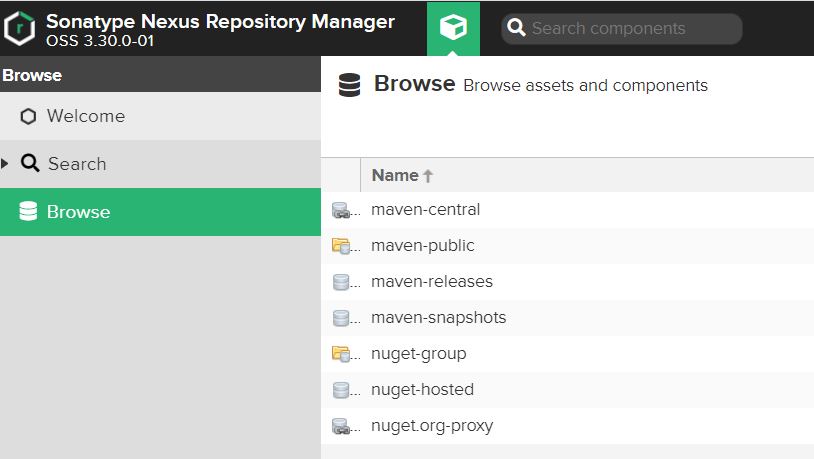 Sonatype Nexus Repository Manager
OSS 3.30.0-01
Search components
Browse
Welcome
Search
Browse
Browse Browse assets and components
Name
... maven-central
... maven-public
... maven-releases
... maven-snapshots
... nuget-group
... nuget-hosted
... nuget.org-proxy